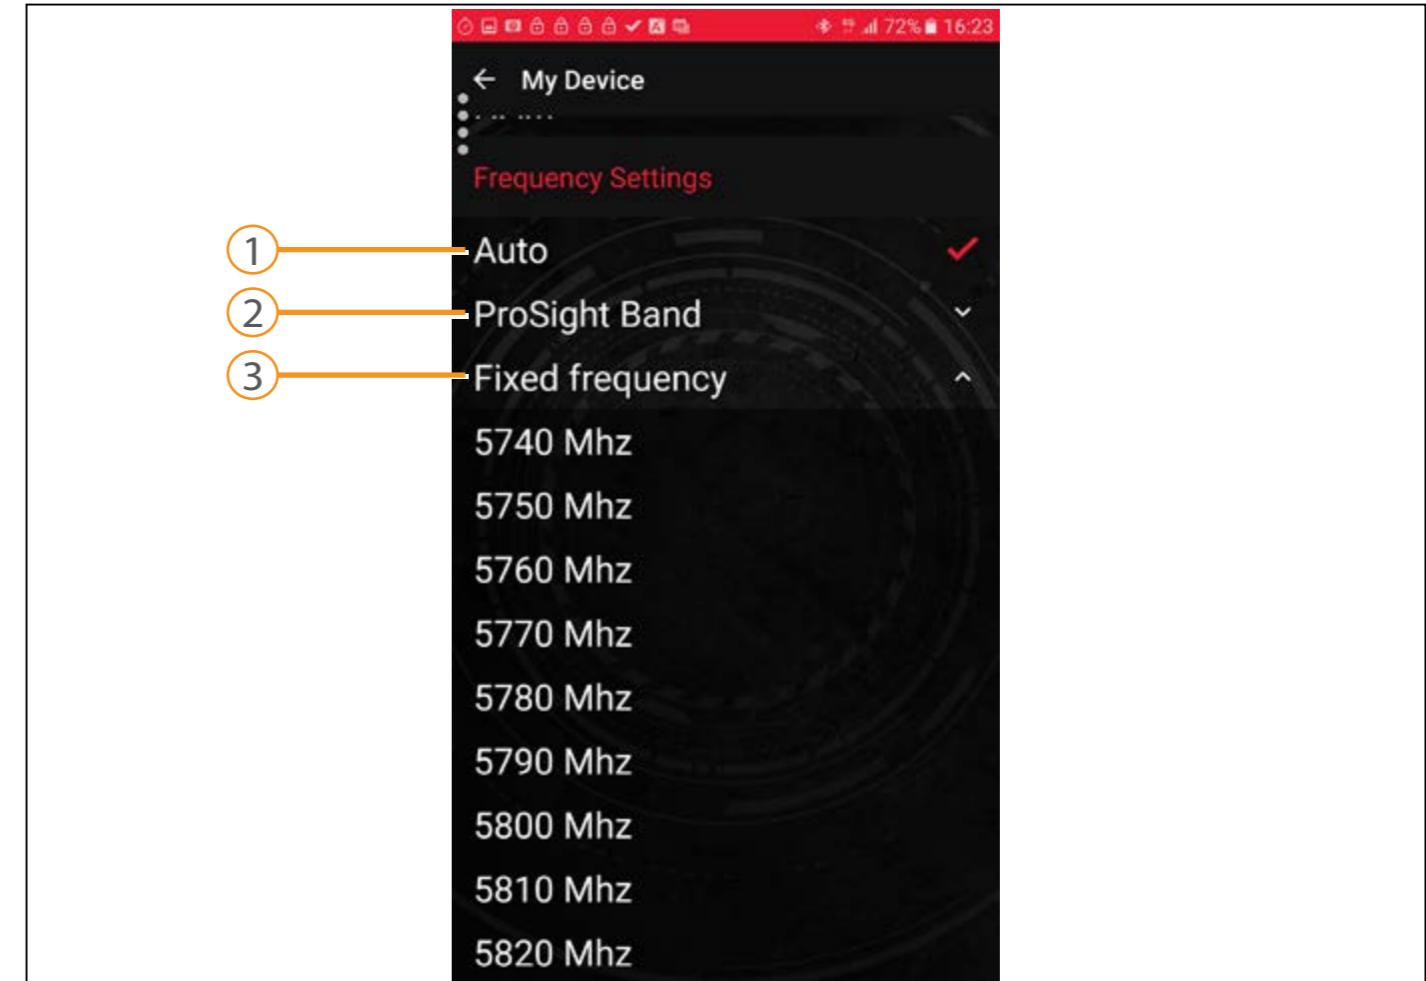 72% 16:23
My Device
Frequency Settings
1 Auto
2 ProSight Band
3 Fixed frequency
5740 Mhz
5750 Mhz
5760 Mhz
5770 Mhz
5780 Mhz
5790 Mhz
5800 Mhz
5810 Mhz
5820 Mhz